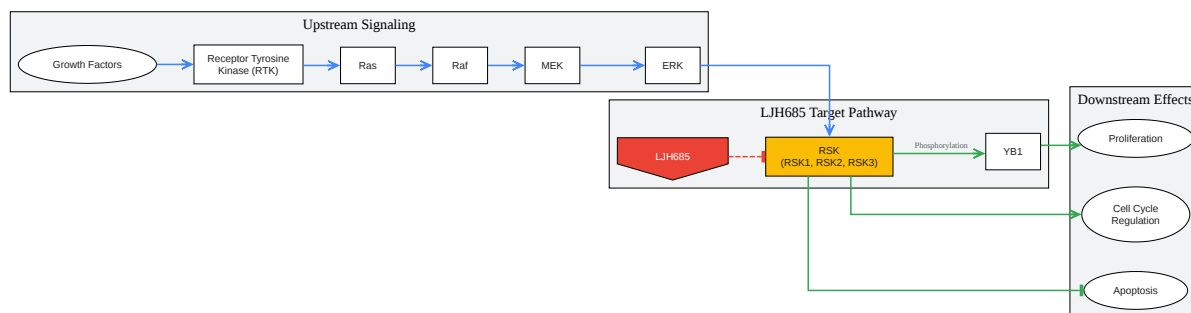 Upstream Signaling
Growth Factors
Receptor Tyrosine
Kinase (RTK)
Ras
Raf
MEK
ERK
LJH685 Target Pathway
LJH685
RSK
(RSK1, RSK2, RSK3)
Phosphorylation
YB1
Downstream Effects
Proliferation
Cell Cycle
Regulation
Apoptosis